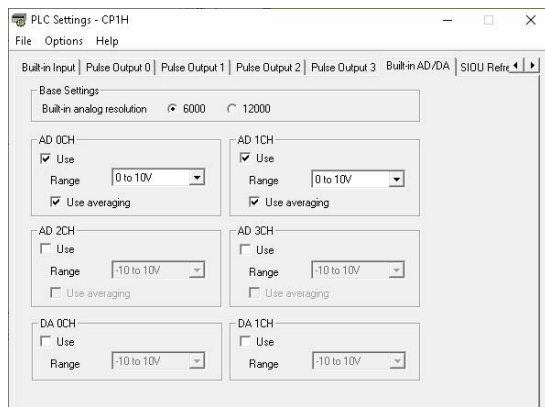 PLC Settings - CP1H
File Options Help
Built-in Input Pulse Output 0 Pulse Output 1 Pulse Output 2 Pulse Output 3 Built-in AD/DA SIOU Refre
Base Settings
Built-in analog resolution 6000 12000
AD 0CH AD 1CH
Use Use
Range 0 to 10V Range 0 to 10V
Use averaging Use averaging
AD 2CH AD 3CH
Use Use
Range -10 to 10V Range -10 to 10V
Use averaging Use averaging
DA 0CH DA 1CH
Use Use
Range -10 to 10V Range -10 to 10V